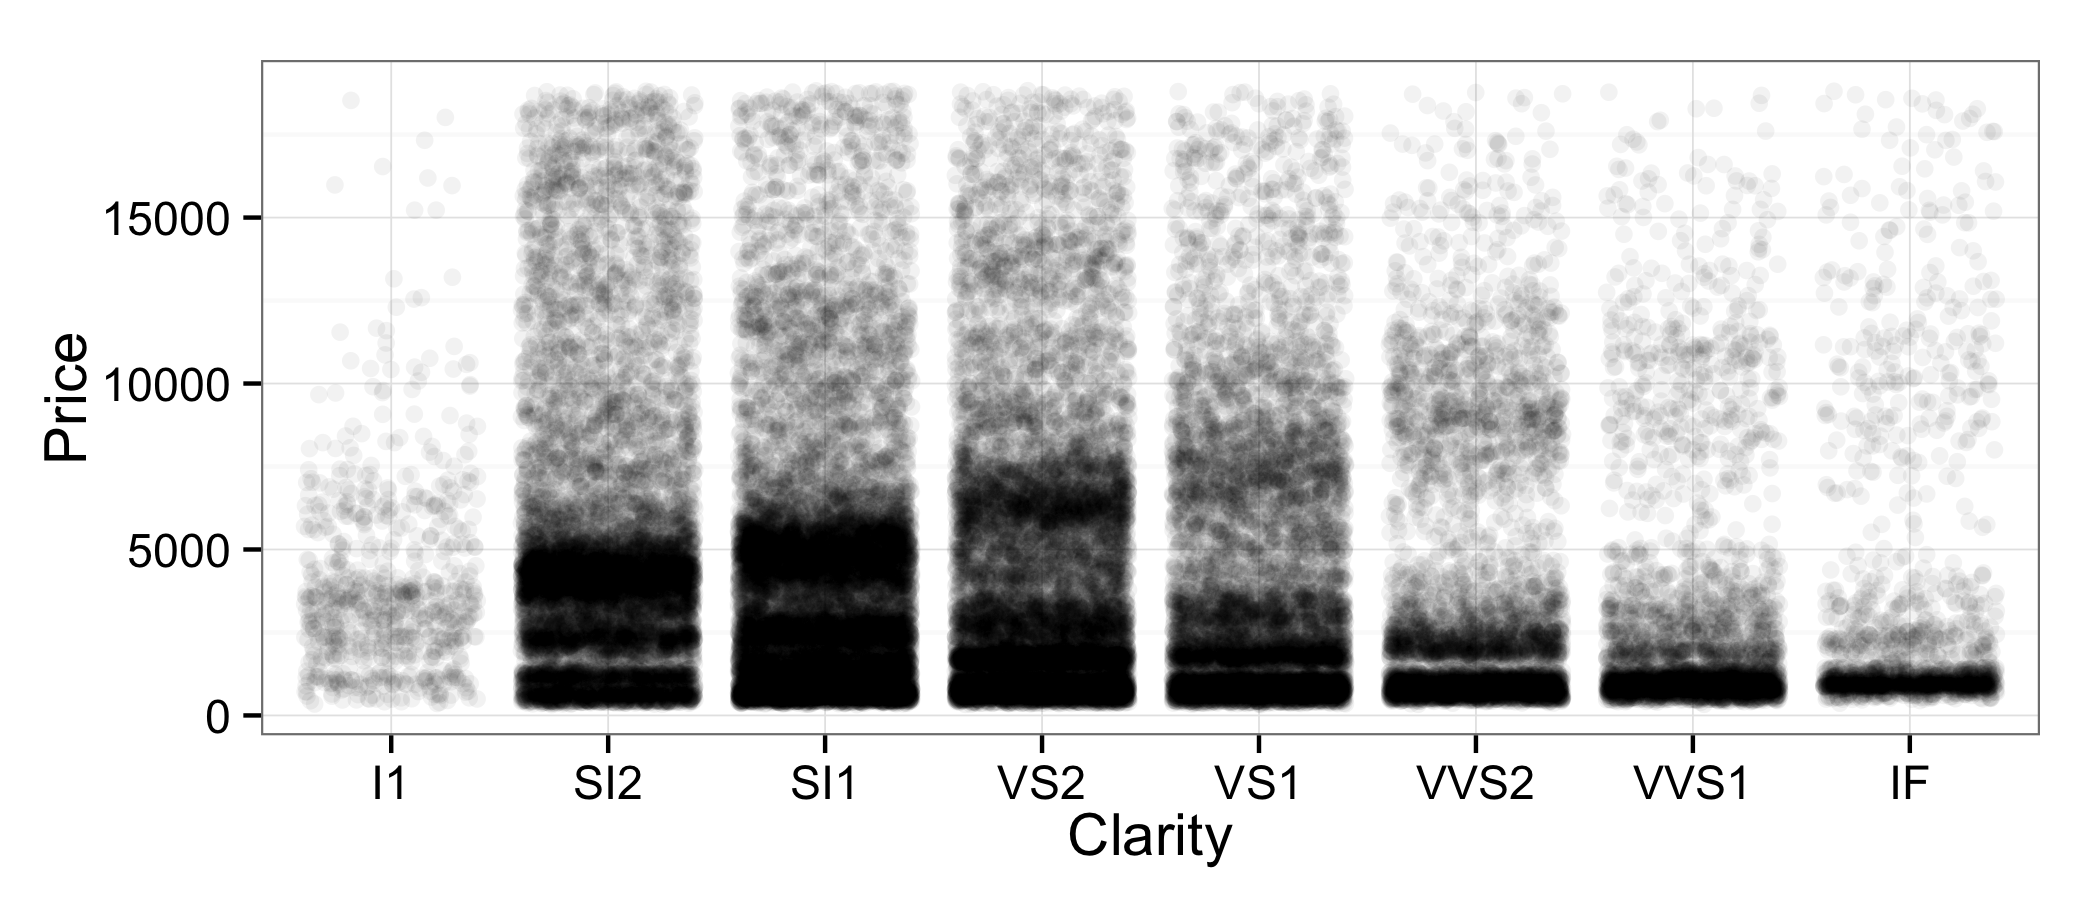 Price
15000
10000
5000
0
I1 SI2 SI1 VS2 VS1 VVS2 VVS1 IF
Clarity